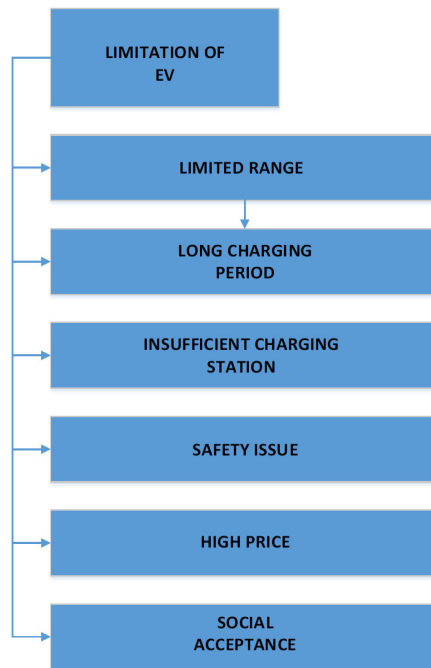 LIMITATION OF
EV
LIMITED RANGE
LONG CHARGING
PERIOD
INSUFFICIENT CHARGING
STATION
SAFETY ISSUE
HIGH PRICE
SOCIAL
ACCEPTANCE